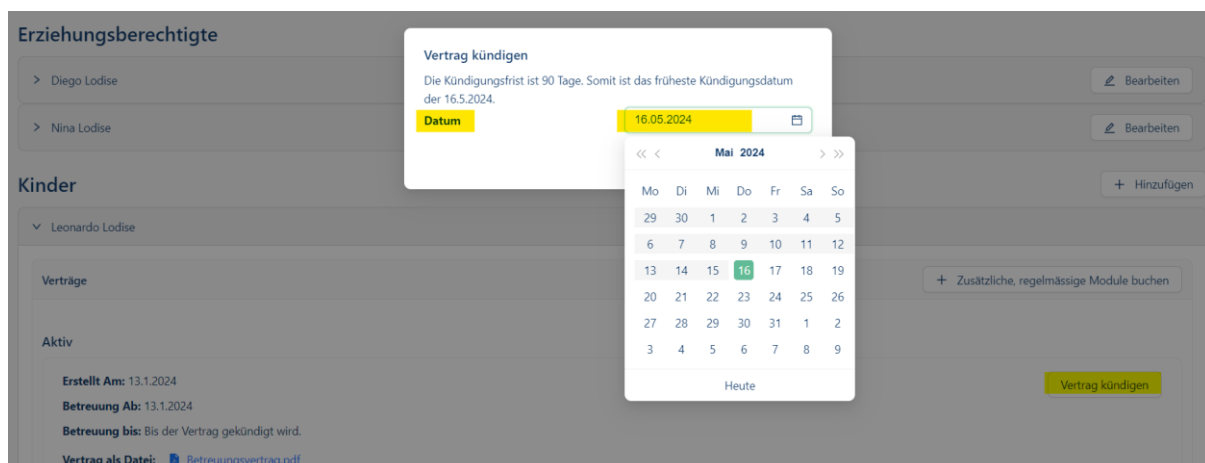 Erziehungsberechtigte
Diego Lodise
Bearbeiten
Nina Lodise
Bearbeiten
Vertrag kündigen
Die Kündigungsfrist ist 90 Tage. Somit ist das früheste Kündigungsdatum
der 16.5.2024.
Datum
16.05.2024
Mai 2024
Mo Di Mi Do Fr Sa So
29 30 1 2 3 4 5
6 7 8 9 10 11 12
13 14 15 16 17 18 19
20 21 22 23 24 25 26
27 28 29 30 31 1 2
3 4 5 6 7 8 9
Heute
Kinder
+ Hinzufügen
Leonardo Lodise
Verträge
+ Zusätzliche, regelmässige Module buchen
Aktiv
Erstellt Am: 13.1.2024
Vertrag kündigen
Betreuung Ab: 13.1.2024
Betreuung bis: Bis der Vertrag gekündigt wird.
Vertrag als Datei: Betreuungsvertrag.pdf